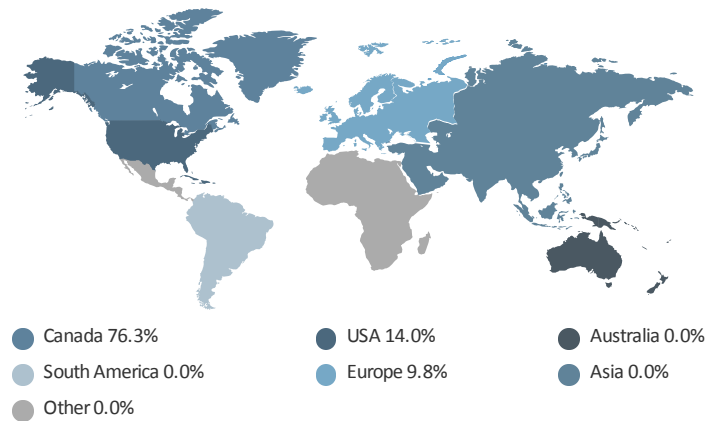 Canada 76.3%
USA 14.0%
Australia 0.0%
South America 0.0%
Europe 9.8%
Asia 0.0%
Other 0.0%